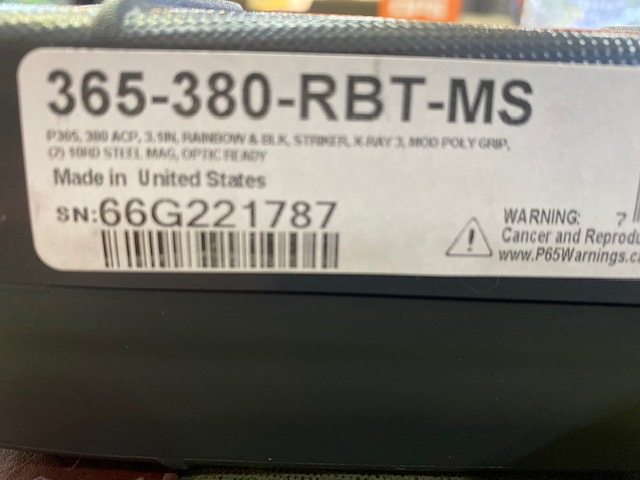 365-380-RBT-MS
P365, 380 ACP, 3.1IN, RAINBOW & BLK, STRIKER, X-RAY 3, MOD POLY GRIP,
(2) 10RD STEEL MAG, OPTIC READY
Made in United States
SN:66G221787
WARNING:
Cancer and Reprodu
www.P65Warnings.ca